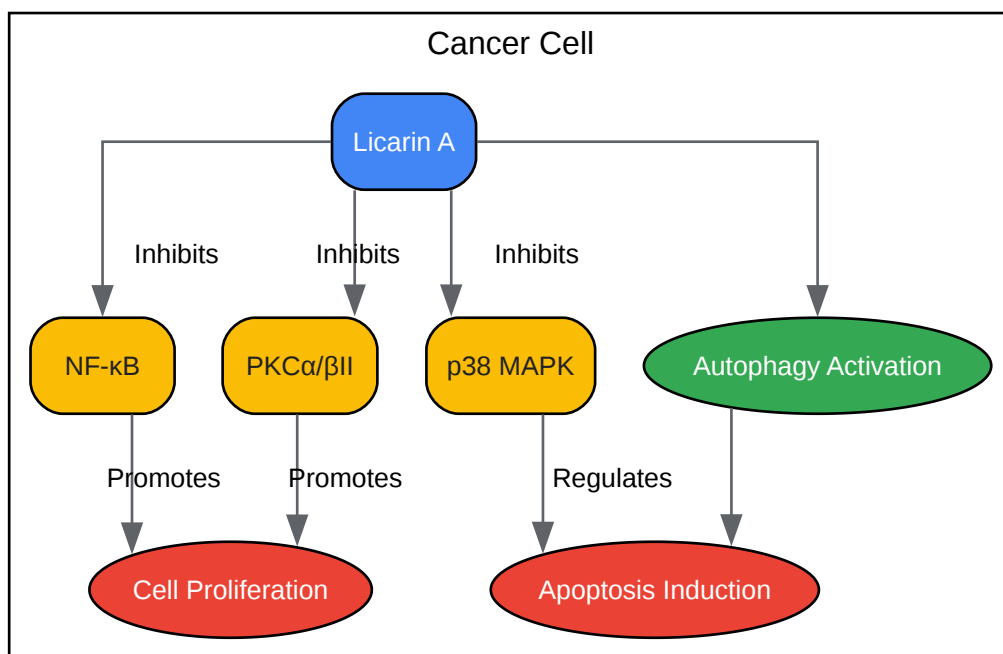 Cancer Cell
Licarin A
Inhibits
Inhibits
Inhibits
NF-κB
PKCα/βII
p38 MAPK
Autophagy Activation
Promotes
Promotes
Regulates
Cell Proliferation
Apoptosis Induction